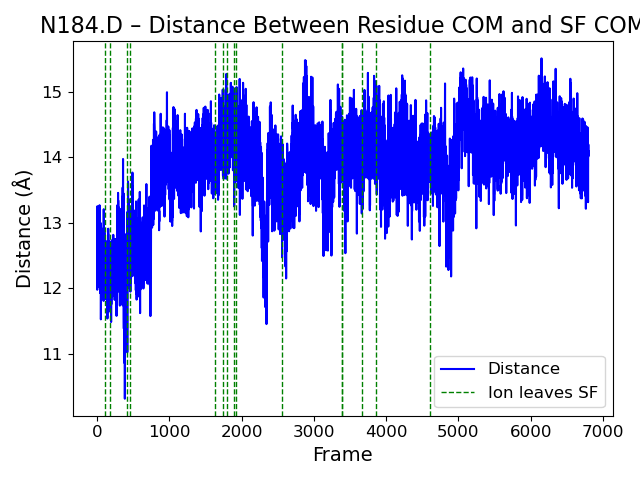 N184.D – Distance Between Residue COM and SF COM
15
14
13
12
11
Distance (Å)
Distance
Ion leaves SF
0 1000 2000 3000 4000 5000 6000 7000
Frame